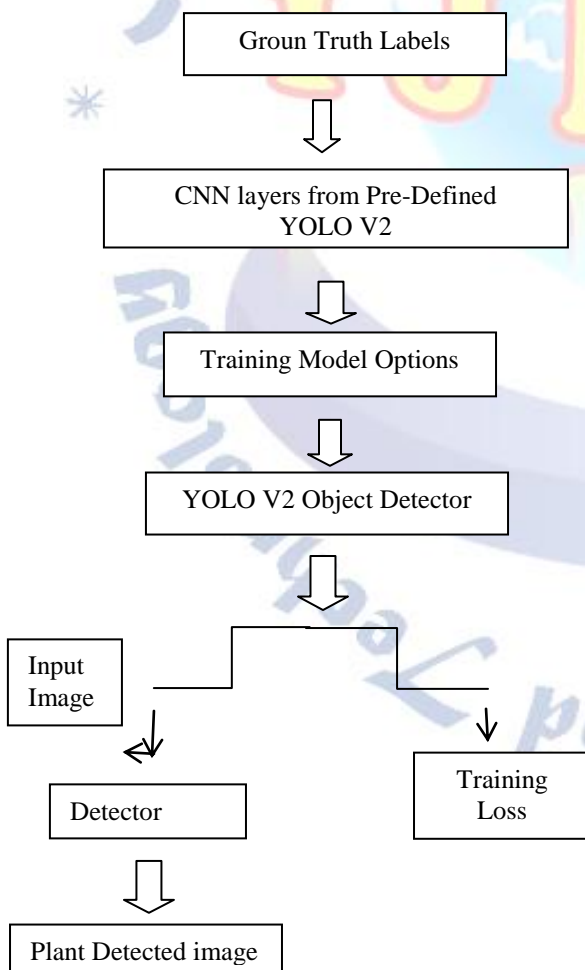 Groun Truth Labels
CNN layers from Pre-Defined
YOLO V2
Training Model Options
YOLO V2 Object Detector
Input
Image
Training
Loss
Detector
Plant Detected image